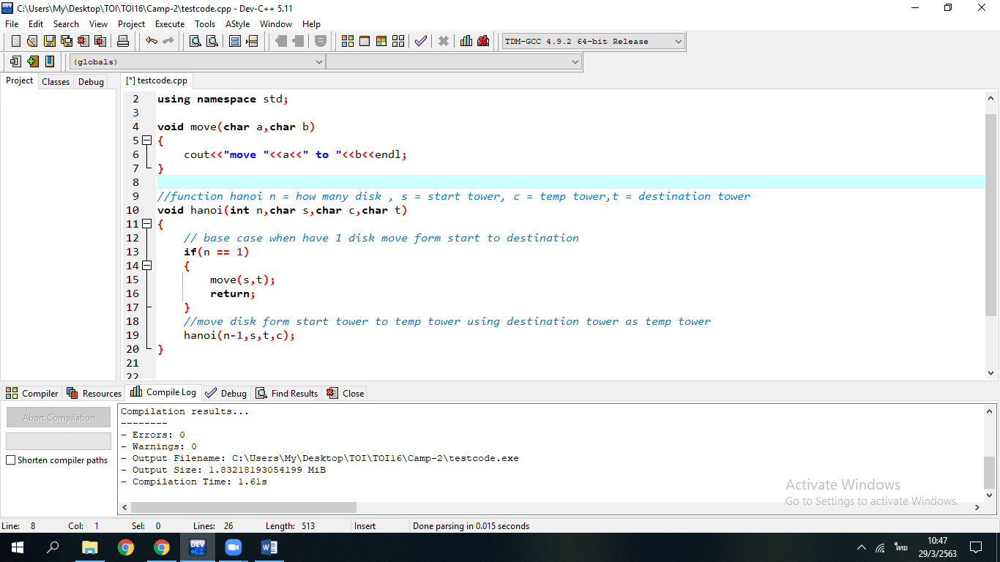 C:\Users\My\Desktop\TOI\TOI16\Camp-2\testcode.cpp - Dev-C++ 5.11
File Edit Search View Project Execute Tools AStyle Window Help
TDM-GCC 4.9.2 64-bit Release
(globals)
Project Classes Debug
[*] testcode.cpp
2 using namespace std;
3
4 void move(char a,char b)
5 {
6 cout<<"move "<<a<<" to "<<b<<endl;
7 }
8
9 //function hanoi n = how many disk , s = start tower, c = temp tower,t = destination tower
10 void hanoi(int n,char s,char c,char t)
11 {
12 // base case when have 1 disk move form start to destination
13 if(n == 1)
14 {
15 move(s,t);
16 return;
17 }
18 //move disk form start tower to temp tower using destination tower as temp tower
19 hanoi(n-1,s,t,c);
20 }
21
22
Compiler Resources Compile Log Debug Find Results Close
Abort Compilation
Shorten compiler paths
Compilation results...
--------
- Errors: 0
- Warnings: 0
- Output Filename: C:\Users\My\Desktop\TOI\TOI16\Camp-2\testcode.exe
- Output Size: 1.83218193054199 MiB
- Compilation Time: 1.61s
Activate Windows
Go to Settings to activate Windows.
Line: 8 Col: 1 Sel: 0 Lines: 26 Length: 513 Insert Done parsing in 0.015 seconds
DEV
W
ไทย
10:47
29/3/2563